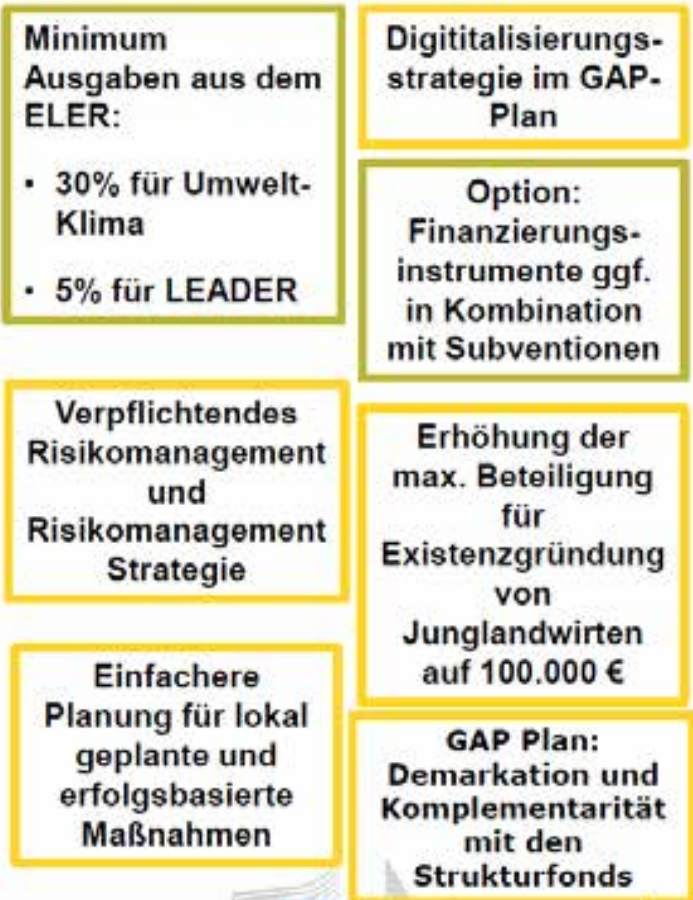 Minimum
Ausgaben aus dem
ELER:
• 30% für Umwelt-
Klima
• 5% für LEADER
Digititalisierungs-
strategie im GAP-
Plan
Option:
Finanzierungs-
instrumente ggf.
in Kombination
mit Subventionen
Verpflichtendes
Risikomanagement
und
Risikomanagement
Strategie
Erhöhung der
max. Beteiligung
für
Existenzgründung
von
Junglandwirten
auf 100.000 €
Einfachere
Planung für lokal
geplante und
erfolgsbasierte
Maßnahmen
GAP Plan:
Demarkation und
Komplementarität
mit den
Strukturfonds